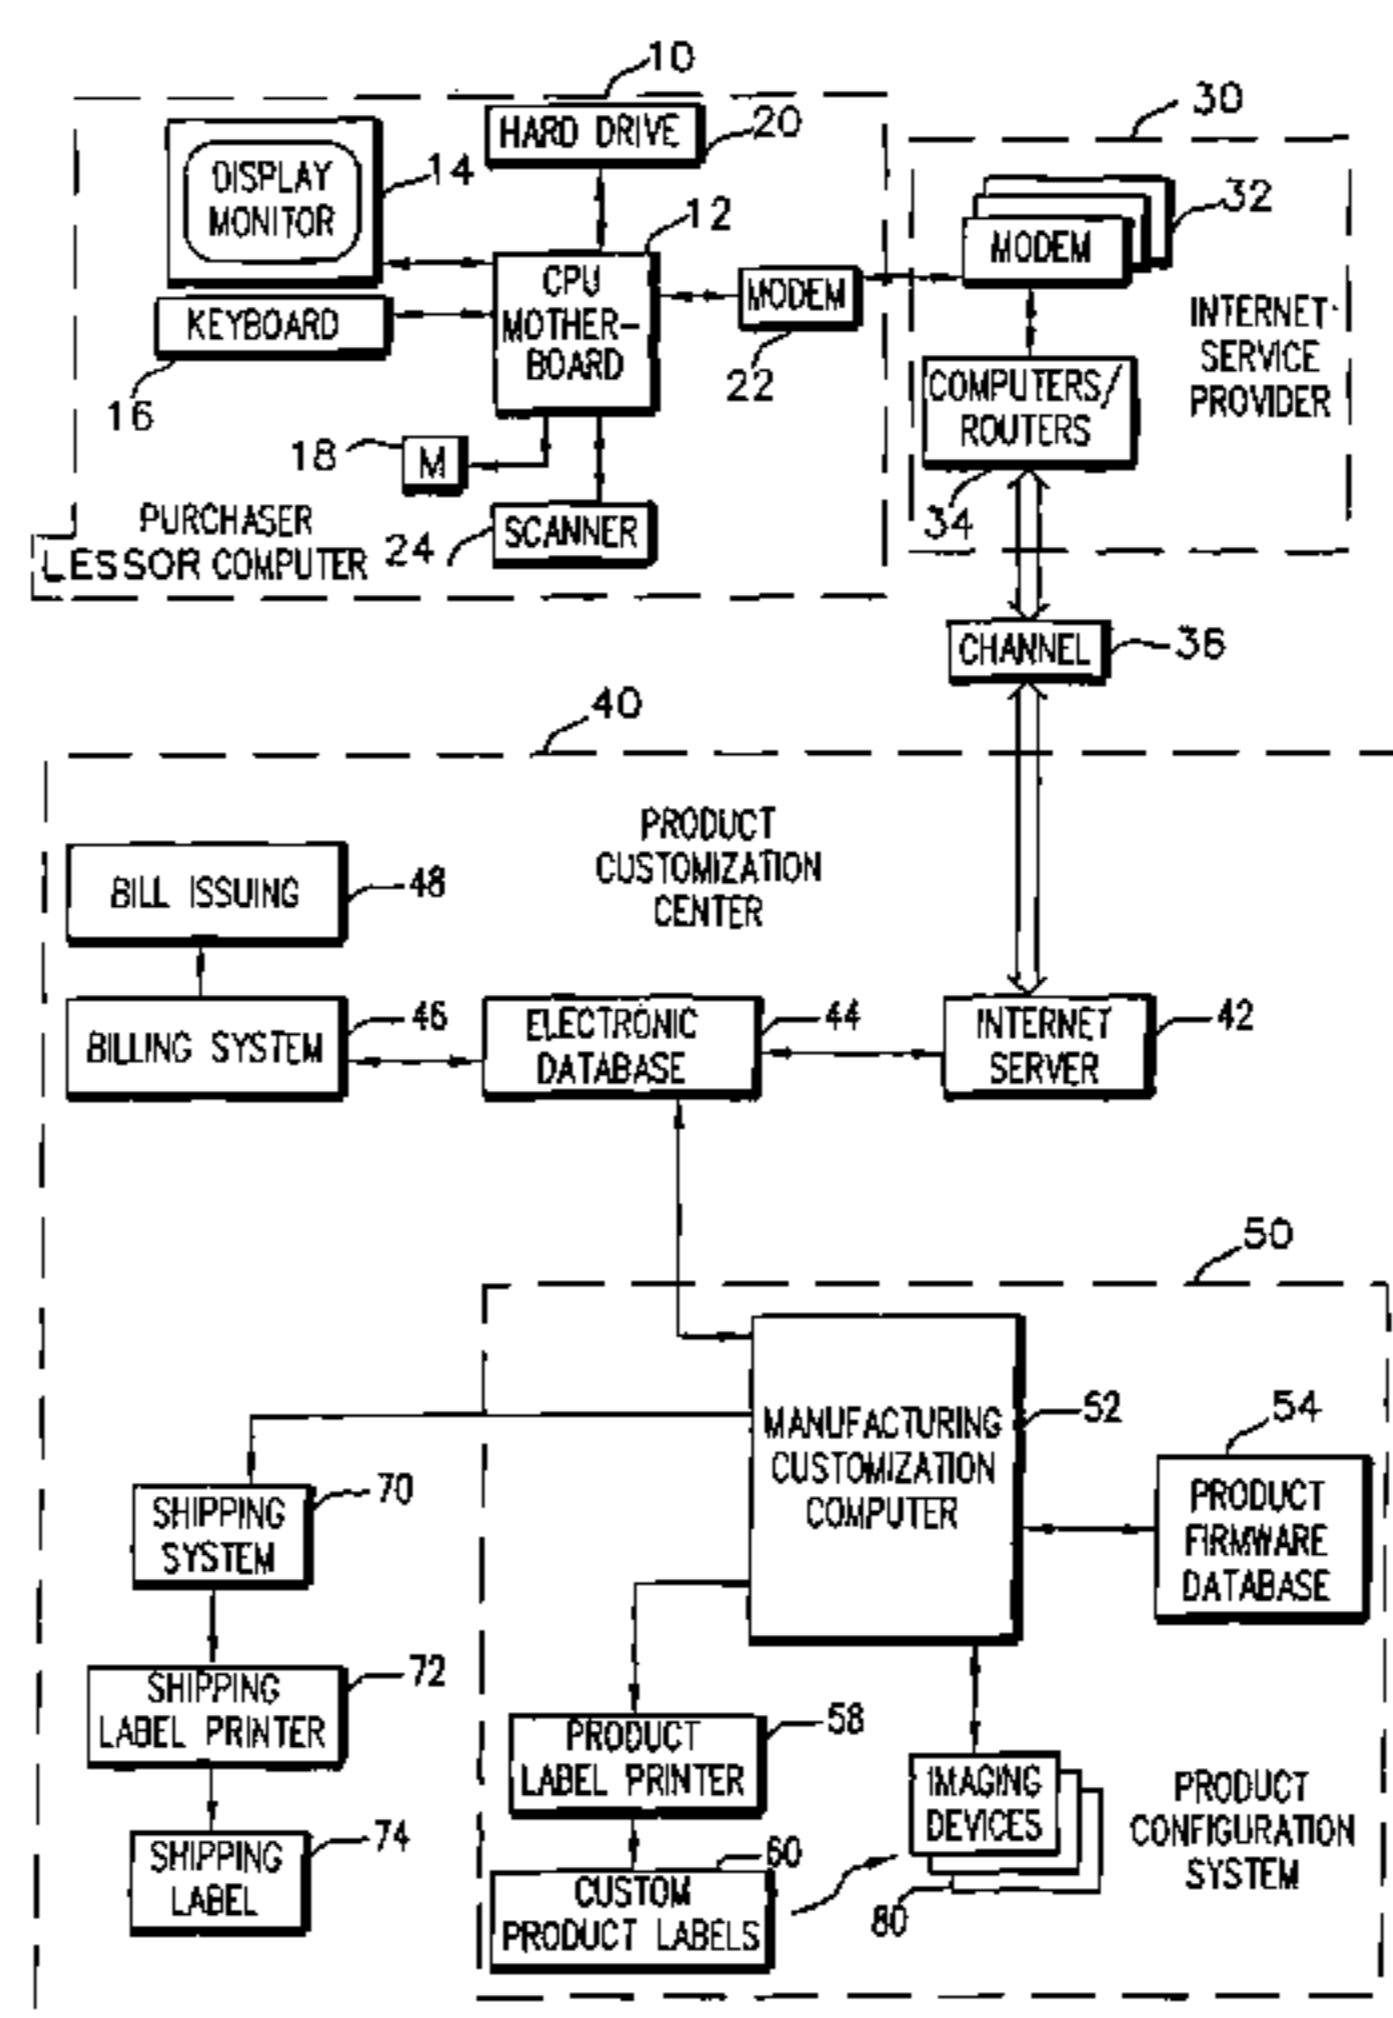 10
HARD DRIVE
20
DISPLAY
MONITOR
14
12
CPU
MOTHER-
BOARD
KEYBOARD
16
MODEM
22
18
M
SCANNER
24
PURCHASER
LESSOR COMPUTER
30
32
MODEM
INTERNET
SERVICE
PROVIDER
COMPUTERS/
ROUTERS
34
CHANNEL
36
40
PRODUCT
CUSTOMIZATION
CENTER
BILL ISSUING
48
BILLING SYSTEM
46
ELECTRONIC
DATABASE
44
INTERNET
SERVER
42
50
MANUFACTURING
CUSTOMIZATION
COMPUTER
52
54
PRODUCT
FIRMWARE
DATABASE
SHIPPING
SYSTEM
70
SHIPPING
LABEL PRINTER
72
SHIPPING
LABEL
74
PRODUCT
LABEL PRINTER
58
60
CUSTOM
PRODUCT LABELS
IMAGING
DEVICES
80
PRODUCT
CONFIGURATION
SYSTEM